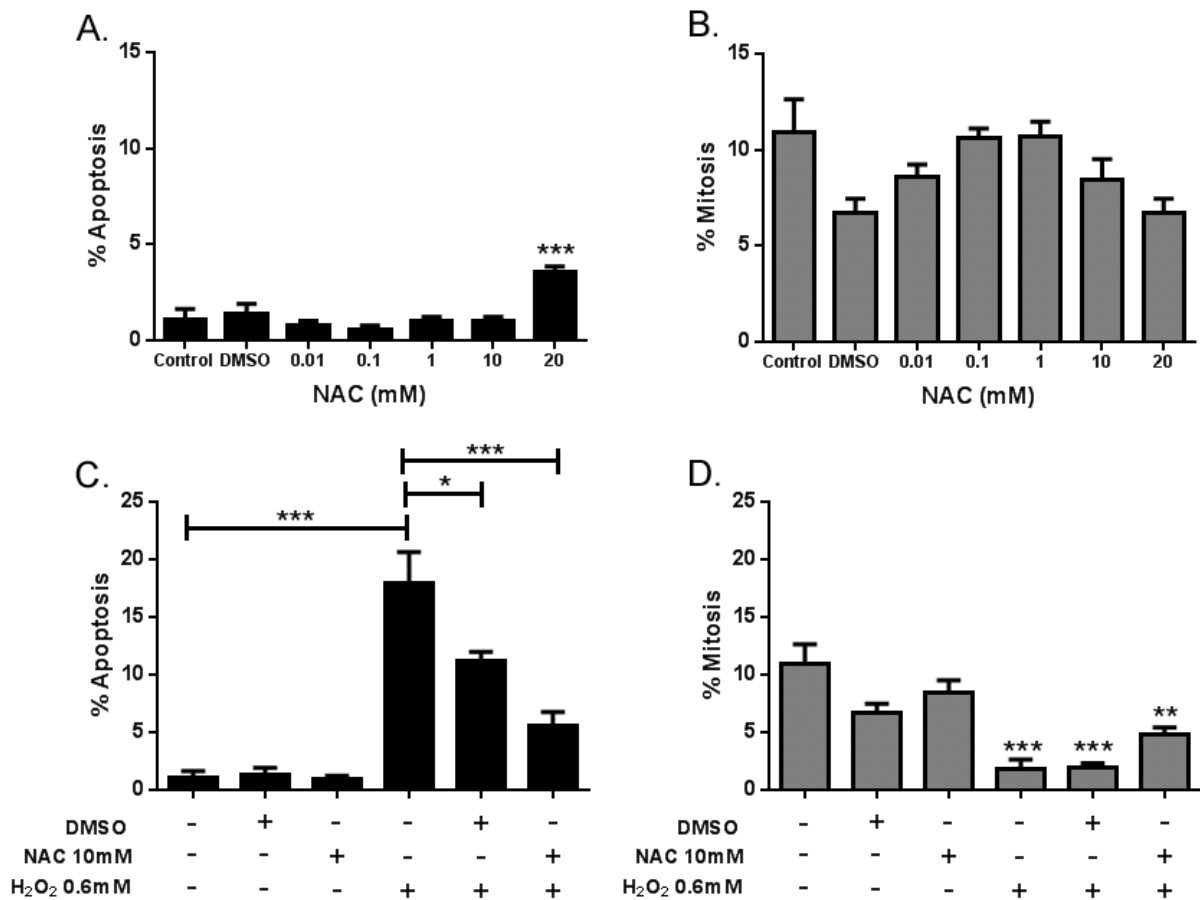 A.
15
10
5
0
% Apoptosis
***
Control DMSO 0.01 0.1 1 10 20
NAC (mM)
B.
15
10
5
0
% Mitosis
Control DMSO 0.01 0.1 1 10 20
NAC (mM)
C.
***
*
***
25
20
15
10
5
0
% Apoptosis
DMSO - + - - + -
NAC 10mM - - + - - +
H₂O₂ 0.6mM - - - + + +
D.
25
20
15
10
5
0
% Mitosis
*** *** **
DMSO - + - - + -
NAC 10mM - - + - - +
H₂O₂ 0.6mM - - - + + +